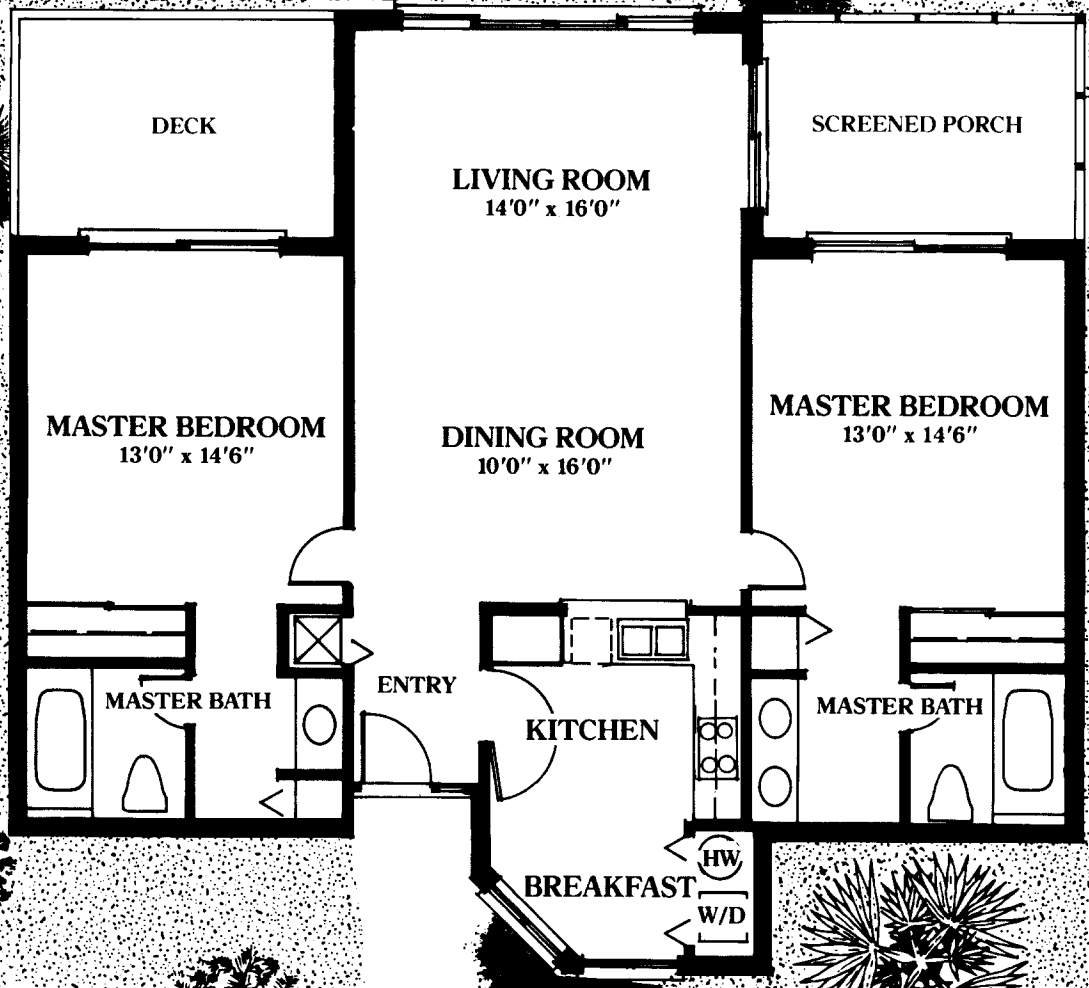 DECK
SCREENED PORCH
LIVING ROOM
14'0" x 16'0"
MASTER BEDROOM
13'0" x 14'6"
DINING ROOM
10'0" x 16'0"
MASTER BEDROOM
13'0" x 14'6"
MASTER BATH
ENTRY
KITCHEN
MASTER BATH
BREAKFAST
HW
W/D